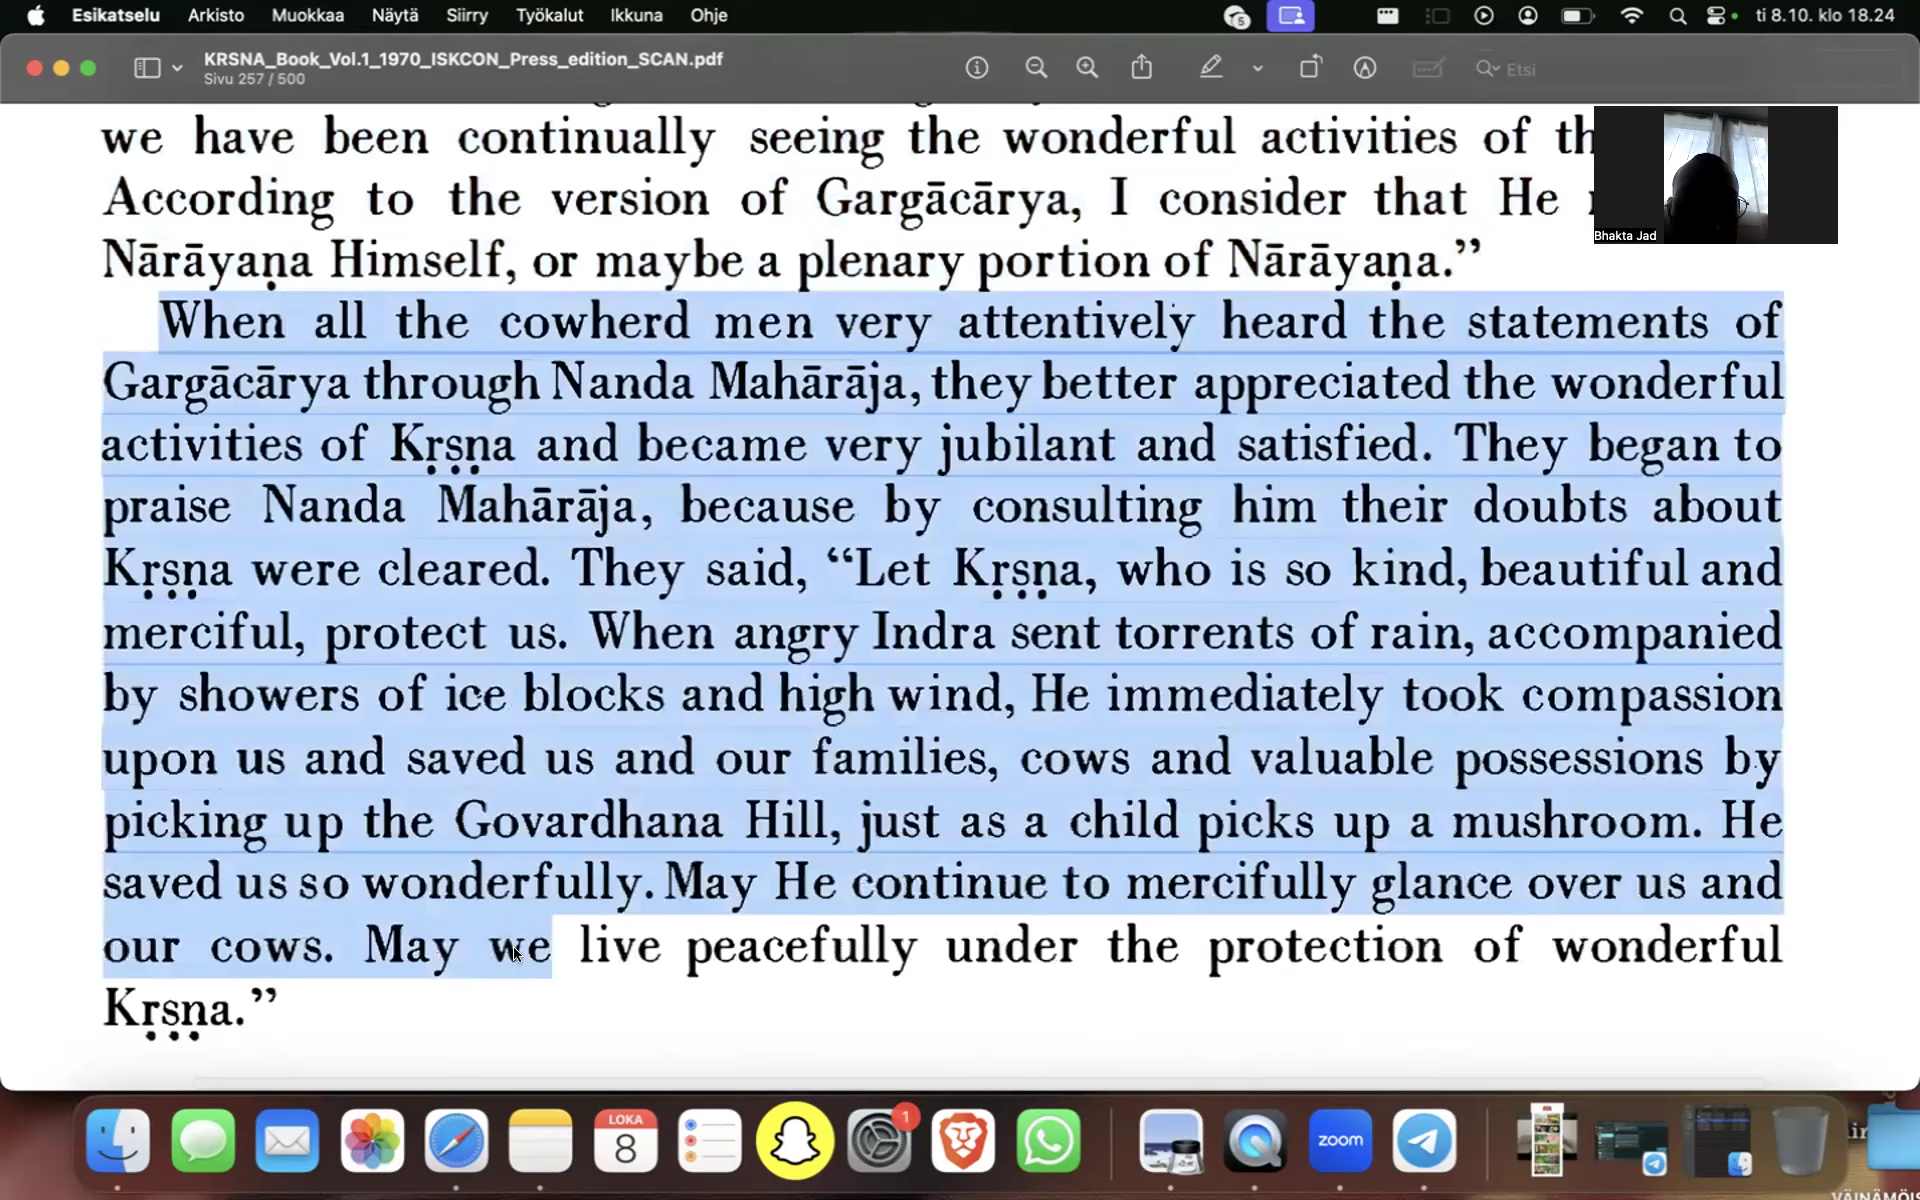 Esikatselu Arkisto Muokkaa Näytä Siirry Työkalut Ikkuna Ohje 5 ti 8.10. klo 18.24
KRSNA_Book_Vol.1_1970_ISKCON_Press_edition_SCAN.pdf
Sivu 257 / 500
Etsi
we have been continually seeing the wonderful activities of
According to the version of Gargācārya, I consider that He
Nārāyaṇa Himself, or maybe a plenary portion of Nārāyaṇa.”
Bhakta Jad
When all the cowherd men very attentively heard the statements of
Gargācārya through Nanda Mahārāja, they better appreciated the wonderful
activities of Kṛṣṇa and became very jubilant and satisfied. They began to
praise Nanda Mahārāja, because by consulting him their doubts about
Kṛṣṇa were cleared. They said, “Let Kṛṣṇa, who is so kind, beautiful and
merciful, protect us. When angry Indra sent torrents of rain, accompanied
by showers of ice blocks and high wind, He immediately took compassion
upon us and saved us and our families, cows and valuable possessions by
picking up the Govardhana Hill, just as a child picks up a mushroom. He
saved us so wonderfully. May He continue to mercifully glance over us and
our cows. May we live peacefully under the protection of wonderful
Kṛṣṇa.”
LOKA
8
1
zoom